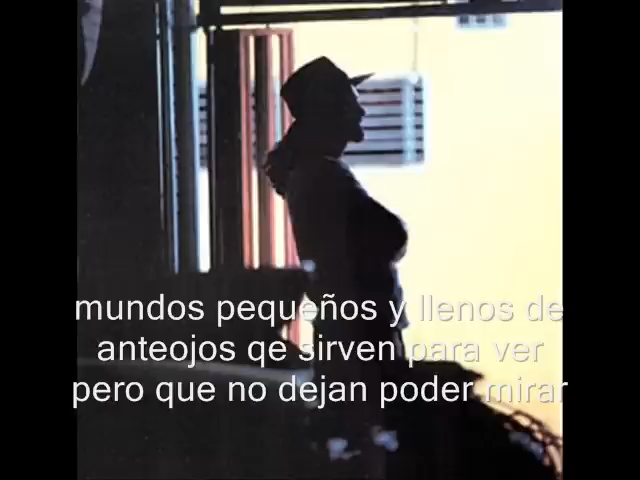 mundos pequeños y llenos de
anteojos qe sirven para ver
pero que no dejan poder mirar